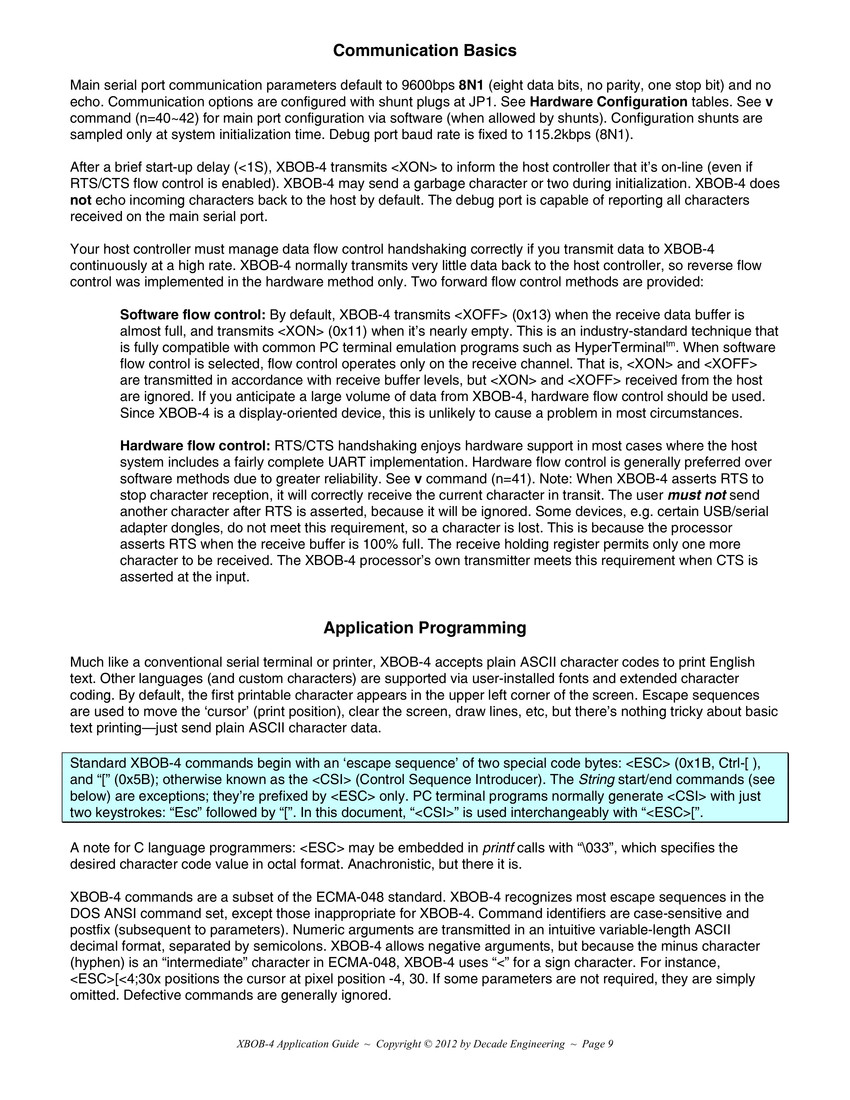 Communication Basics
Main serial port communication parameters default to 9600bps 8N1 (eight data bits, no parity, one stop bit) and no
echo. Communication options are configured with shunt plugs at JP1. See Hardware Configuration tables. See v
command (n=40~42) for main port configuration via software (when allowed by shunts). Configuration shunts are
sampled only at system initialization time. Debug port baud rate is fixed to 115.2kbps (8N1).
After a brief start-up delay (<1S), XBOB-4 transmits <XON> to inform the host controller that it's on-line (even if
RTS/CTS flow control is enabled). XBOB-4 may send a garbage character or two during initialization. XBOB-4 does
not echo incoming characters back to the host by default. The debug port is capable of reporting all characters
received on the main serial port.
Your host controller must manage data flow control handshaking correctly if you transmit data to XBOB-4
continuously at a high rate. XBOB-4 normally transmits very little data back to the host controller, so reverse flow
control was implemented in the hardware method only. Two forward flow control methods are provided:
Software flow control: By default, XBOB-4 transmits <XOFF> (0x13) when the receive data buffer is
almost full, and transmits <XON> (0x11) when it's nearly empty. This is an industry-standard technique that
is fully compatible with common PC terminal emulation programs such as HyperTerminal™. When software
flow control is selected, flow control operates only on the receive channel. That is, <XON> and <XOFF>
are transmitted in accordance with receive buffer levels, but <XON> and <XOFF> received from the host
are ignored. If you anticipate a large volume of data from XBOB-4, hardware flow control should be used.
Since XBOB-4 is a display-oriented device, this is unlikely to cause a problem in most circumstances.
Hardware flow control: RTS/CTS handshaking enjoys hardware support in most cases where the host
system includes a fairly complete UART implementation. Hardware flow control is generally preferred over
software methods due to greater reliability. See v command (n=41). Note: When XBOB-4 asserts RTS to
stop character reception, it will correctly receive the current character in transit. The user must not send
another character after RTS is asserted, because it will be ignored. Some devices, e.g. certain USB/serial
adapter dongles, do not meet this requirement, so a character is lost. This is because the processor
asserts RTS when the receive buffer is 100% full. The receive holding register permits only one more
character to be received. The XBOB-4 processor's own transmitter meets this requirement when CTS is
asserted at the input.
Application Programming
Much like a conventional serial terminal or printer, XBOB-4 accepts plain ASCII character codes to print English
text. Other languages (and custom characters) are supported via user-installed fonts and extended character
coding. By default, the first printable character appears in the upper left corner of the screen. Escape sequences
are used to move the 'cursor' (print position), clear the screen, draw lines, etc, but there's nothing tricky about basic
text printing—just send plain ASCII character data.
Standard XBOB-4 commands begin with an 'escape sequence' of two special code bytes: <ESC> (0x1B, Ctrl-[ ),
and "[" (0x5B); otherwise known as the <CSI> (Control Sequence Introducer). The String start/end commands (see
below) are exceptions; they're prefixed by <ESC> only. PC terminal programs normally generate <CSI> with just
two keystrokes: "Esc" followed by "[". In this document, "<CSI>" is used interchangeably with "<ESC>[".
A note for C language programmers: <ESC> may be embedded in printf calls with "\033", which specifies the
desired character code value in octal format. Anachronistic, but there it is.
XBOB-4 commands are a subset of the ECMA-048 standard. XBOB-4 recognizes most escape sequences in the
DOS ANSI command set, except those inappropriate for XBOB-4. Command identifiers are case-sensitive and
postfix (subsequent to parameters). Numeric arguments are transmitted in an intuitive variable-length ASCII
decimal format, separated by semicolons. XBOB-4 allows negative arguments, but because the minus character
(hyphen) is an "intermediate" character in ECMA-048, XBOB-4 uses "<" for a sign character. For instance,
<ESC>[<4;30x positions the cursor at pixel position -4, 30. If some parameters are not required, they are simply
omitted. Defective commands are generally ignored.
XBOB-4 Application Guide ~ Copyright © 2012 by Decade Engineering ~ Page 9